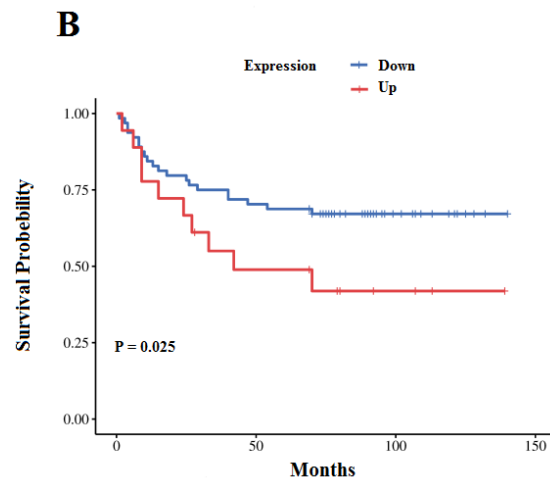 B
Expression Down
Up
1.00
0.75
0.50
0.25
0.00
Survival Probebility
P = 0.025
0 50 100 150
Months